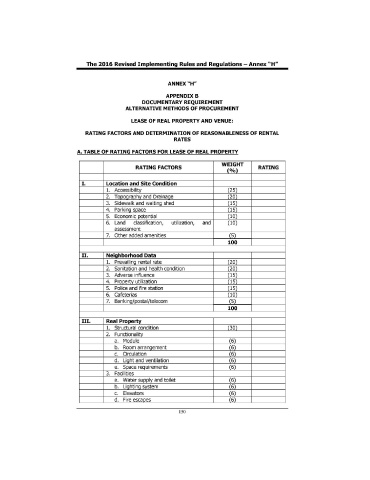 The 2016 Revised Implementing Rules and Regulations – Annex "H"
ANNEX "H"
APPENDIX B
DOCUMENTARY REQUIREMENT
ALTERNATIVE METHODS OF PROCUREMENT
LEASE OF REAL PROPERTY AND VENUE:
RATING FACTORS AND DETERMINATION OF REASONABLENESS OF RENTAL
RATES
A. TABLE OF RATING FACTORS FOR LEASE OF REAL PROPERTY
RATING FACTORS WEIGHT (%) RATING
I. Location and Site Condition
1. Accessibility (25)
2. Topography and Drainage (20)
3. Sidewalk and waiting shed (15)
4. Parking space (15)
5. Economic potential (10)
6. Land classification, utilization, and (10)
assessment
7. Other added amenities (5)
100
II. Neighborhood Data
1. Prevailing rental rate (20)
2. Sanitation and health condition (20)
3. Adverse influence (15)
4. Property utilization (15)
5. Police and fire station (15)
6. Cafeterias (10)
7. Banking/postal/telecom (5)
100
III. Real Property
1. Structural condition (30)
2. Functionality
a. Module (6)
b. Room arrangement (6)
c. Circulation (6)
d. Light and ventilation (6)
e. Space requirements (6)
3. Facilities
a. Water supply and toilet (6)
b. Lighting system (6)
c. Elevators (6)
d. Fire escapes (6)